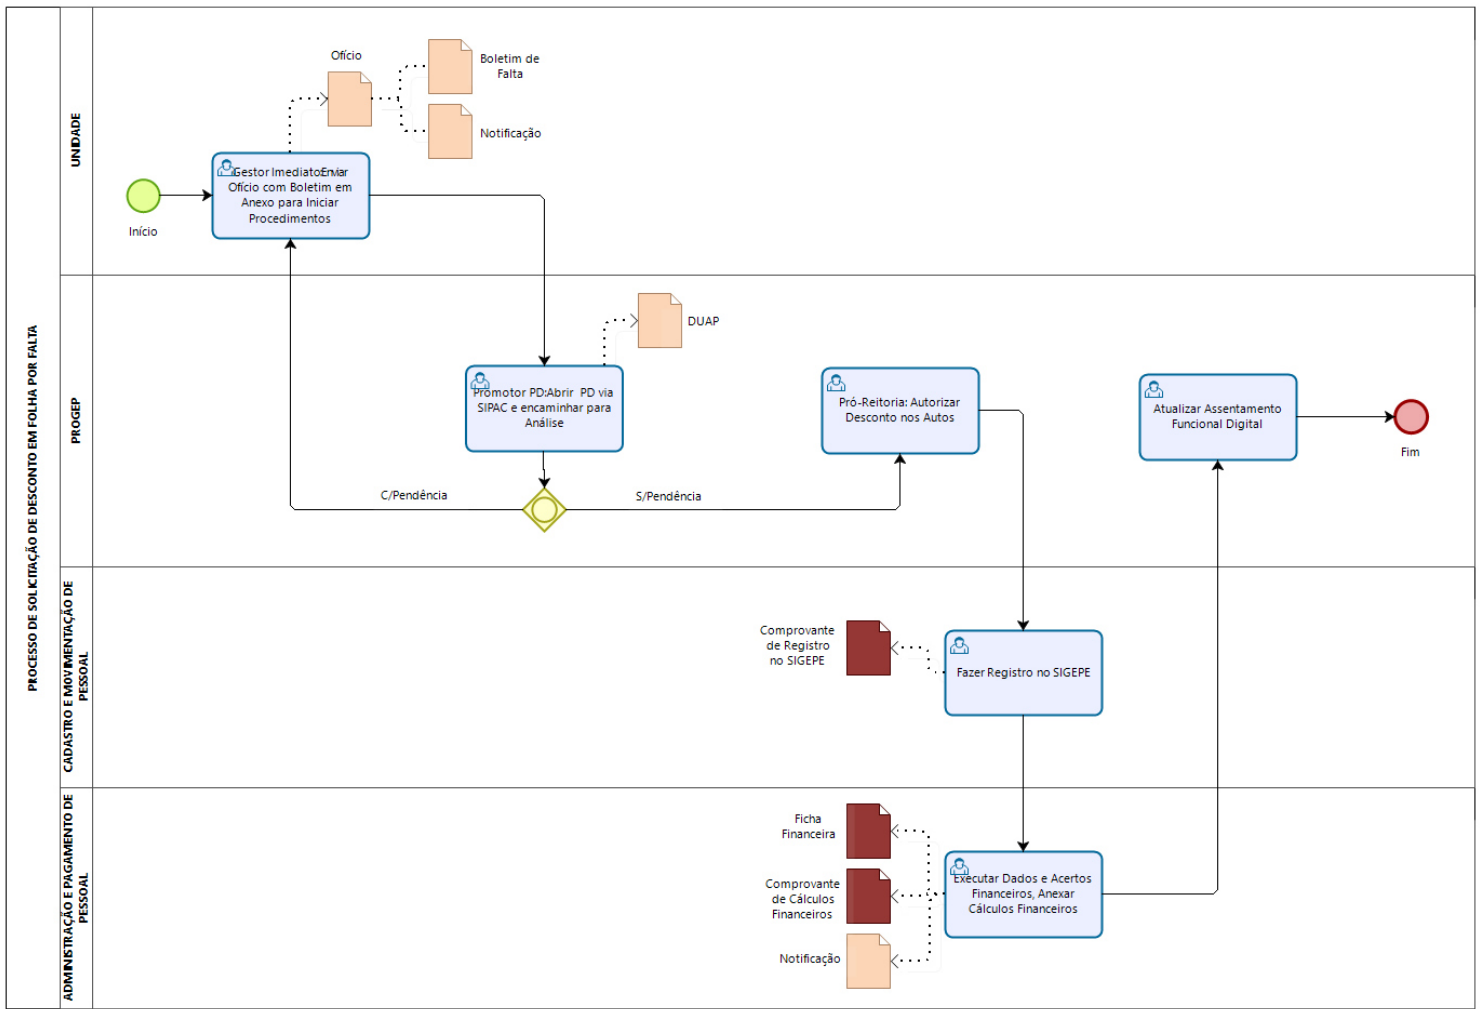 PROCESSO DE SOLICITAÇÃO DE DESCONTO EM FOLHA POR FALTA
UNIDADE
Ofício
Boletim de
Falta
Notificação
Gestor Imediato:Enviar
Ofício com Boletim em
Anexo para Iniciar
Procedimentos
Início
PROGEP
DUAP
Promotor PD:Abrir PD via
SIPAC e encaminhar para
Análise
C/Pendência
S/Pendência
Pró-Reitoria: Autorizar
Desconto nos Autos
Atualizar Assentamento
Funcional Digital
Fim
CADASTRO E MOVIMENTAÇÃO DE
PESSOAL
Comprovante
de Registro
no SIGEPE
Fazer Registro no SIGEPE
ADMINISTRAÇÃO E PAGAMENTO DE
PESSOAL
Ficha
Financeira
Comprovante
de Cálculos
Financeiros
Notificação
Executar Dados e Acertos
Financeiros, Anexar
Cálculos Financeiros